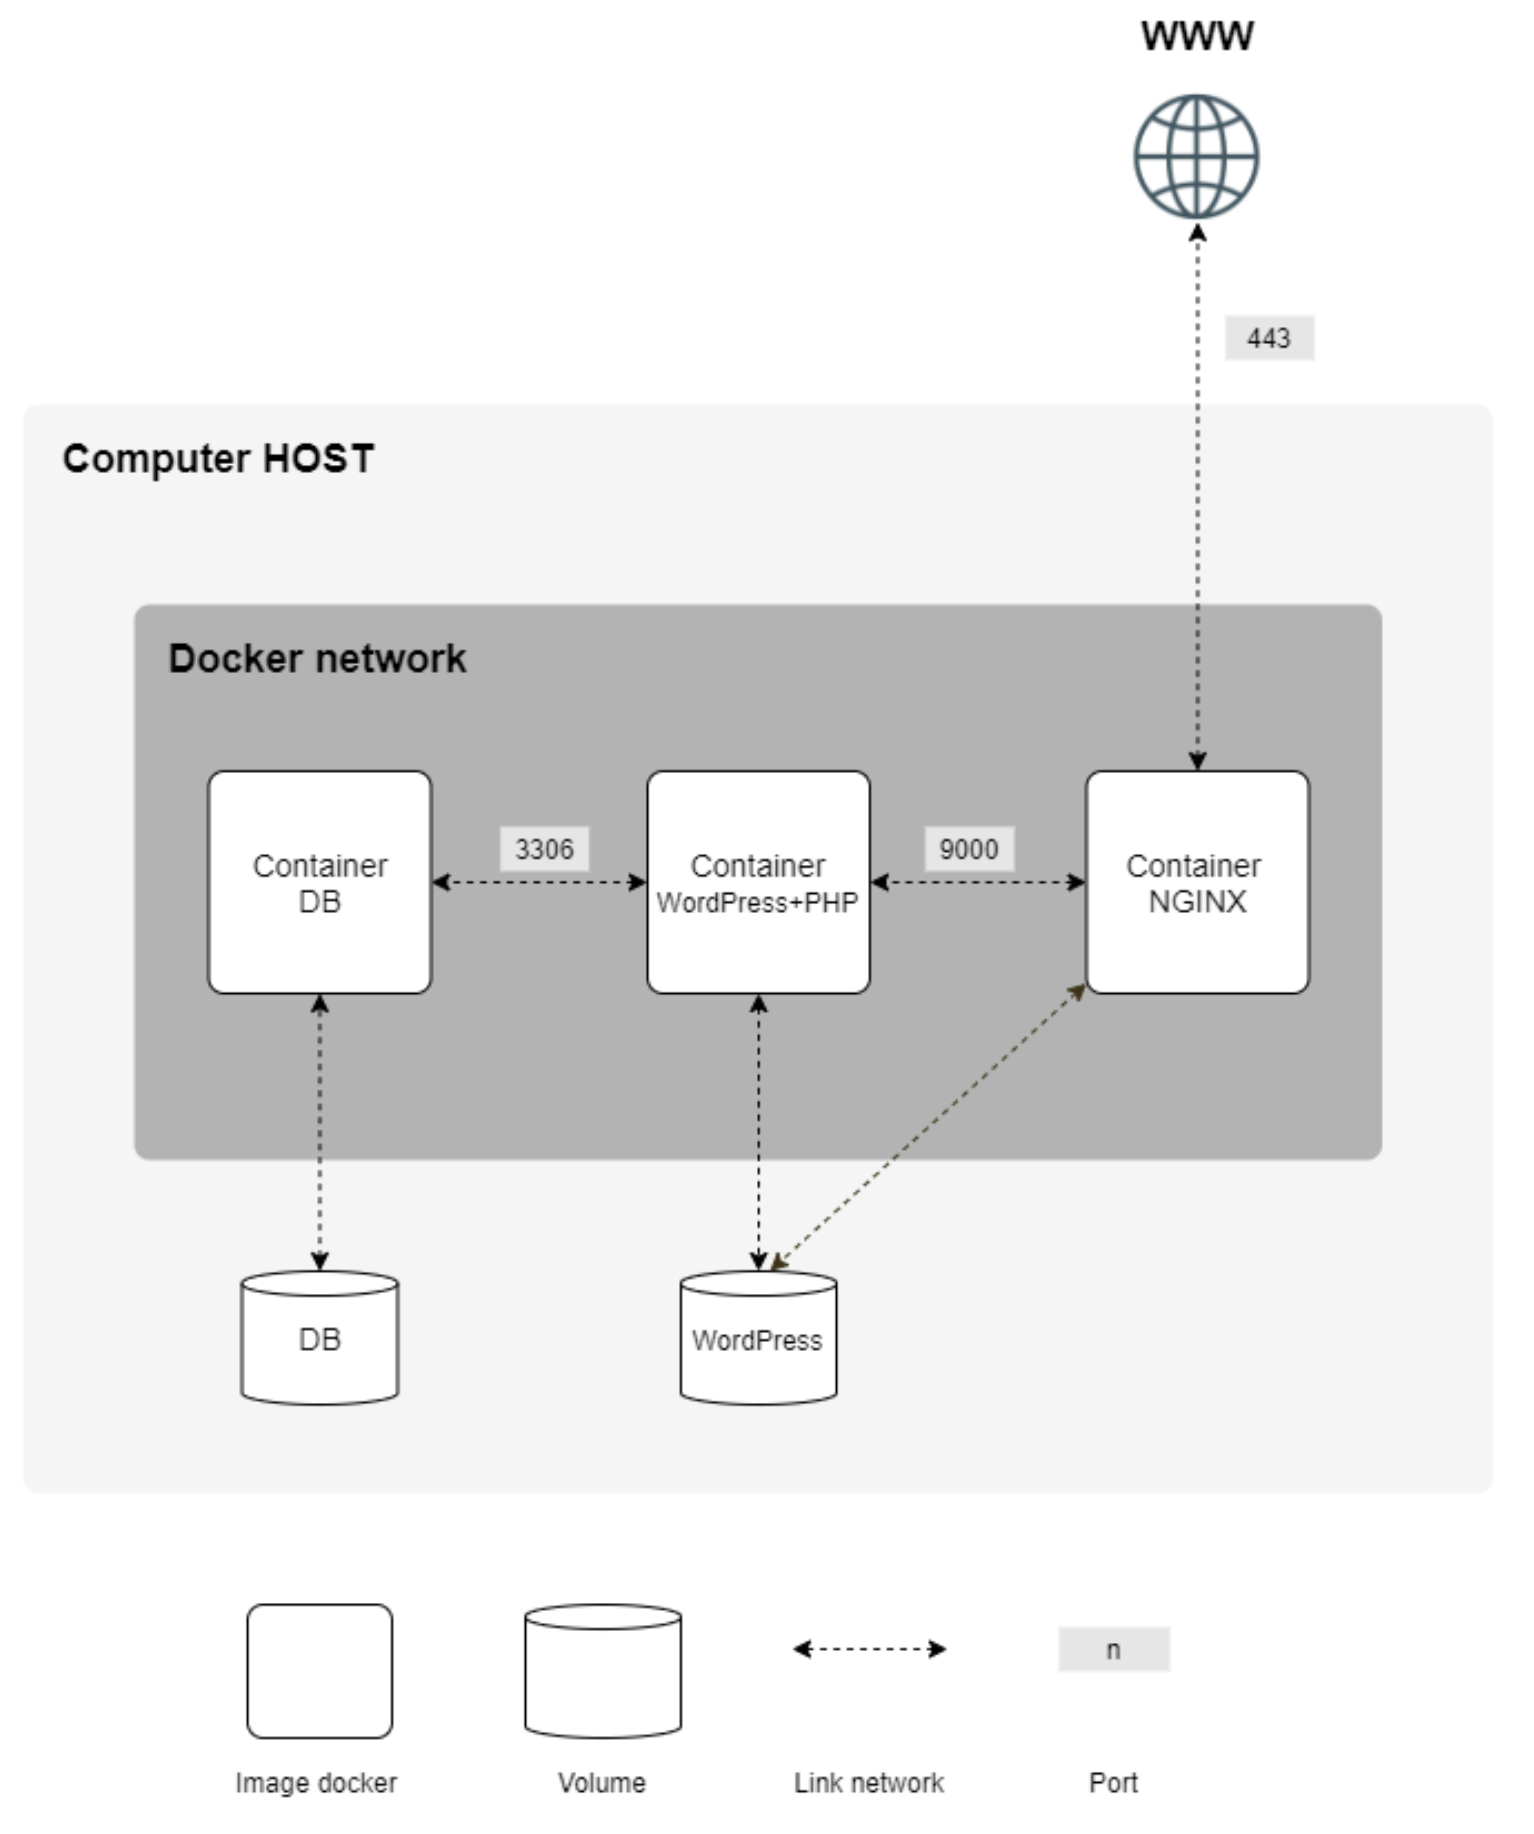 WWW
443
Computer HOST
Docker network
3306
9000
Container
DB
Container
WordPress+PHP
Container
NGINX
DB
WordPress
n
Image docker
Volume
Link network
Port